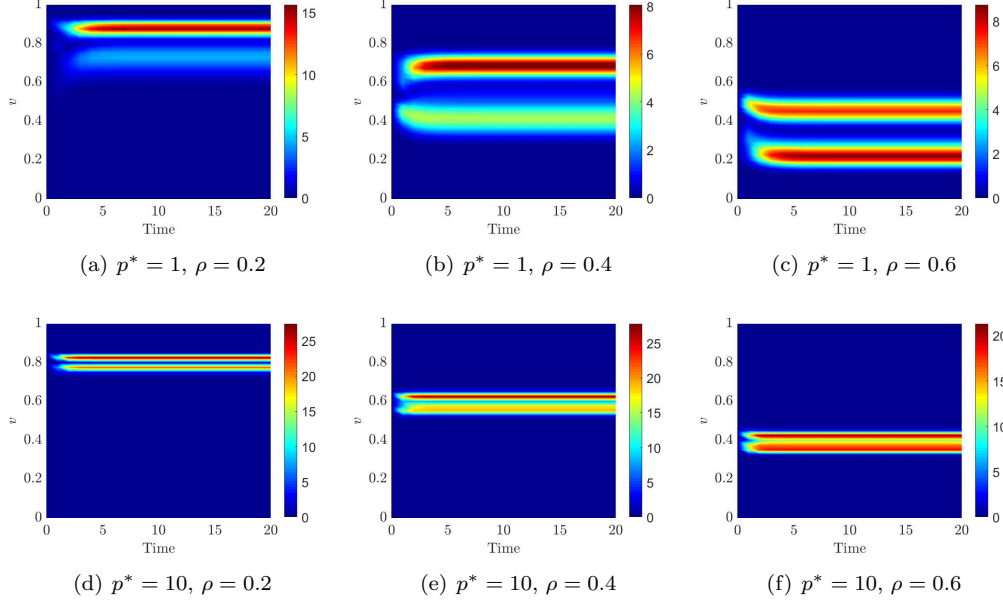 1
0.8
0.6
0.4
0.2
0
v
0 5 10 15 20
Time
15
10
5
0
(a) p* = 1, ρ = 0.2
1
0.8
0.6
0.4
0.2
0
v
0 5 10 15 20
Time
8
6
4
2
0
(b) p* = 1, ρ = 0.4
1
0.8
0.6
0.4
0.2
0
v
0 5 10 15 20
Time
8
6
4
2
0
(c) p* = 1, ρ = 0.6
1
0.8
0.6
0.4
0.2
0
v
0 5 10 15 20
Time
25
20
15
10
5
0
(d) p* = 10, ρ = 0.2
1
0.8
0.6
0.4
0.2
0
v
0 5 10 15 20
Time
25
20
15
10
5
0
(e) p* = 10, ρ = 0.4
1
0.8
0.6
0.4
0.2
0
v
0 5 10 15 20
Time
20
15
10
5
0
(f) p* = 10, ρ = 0.6